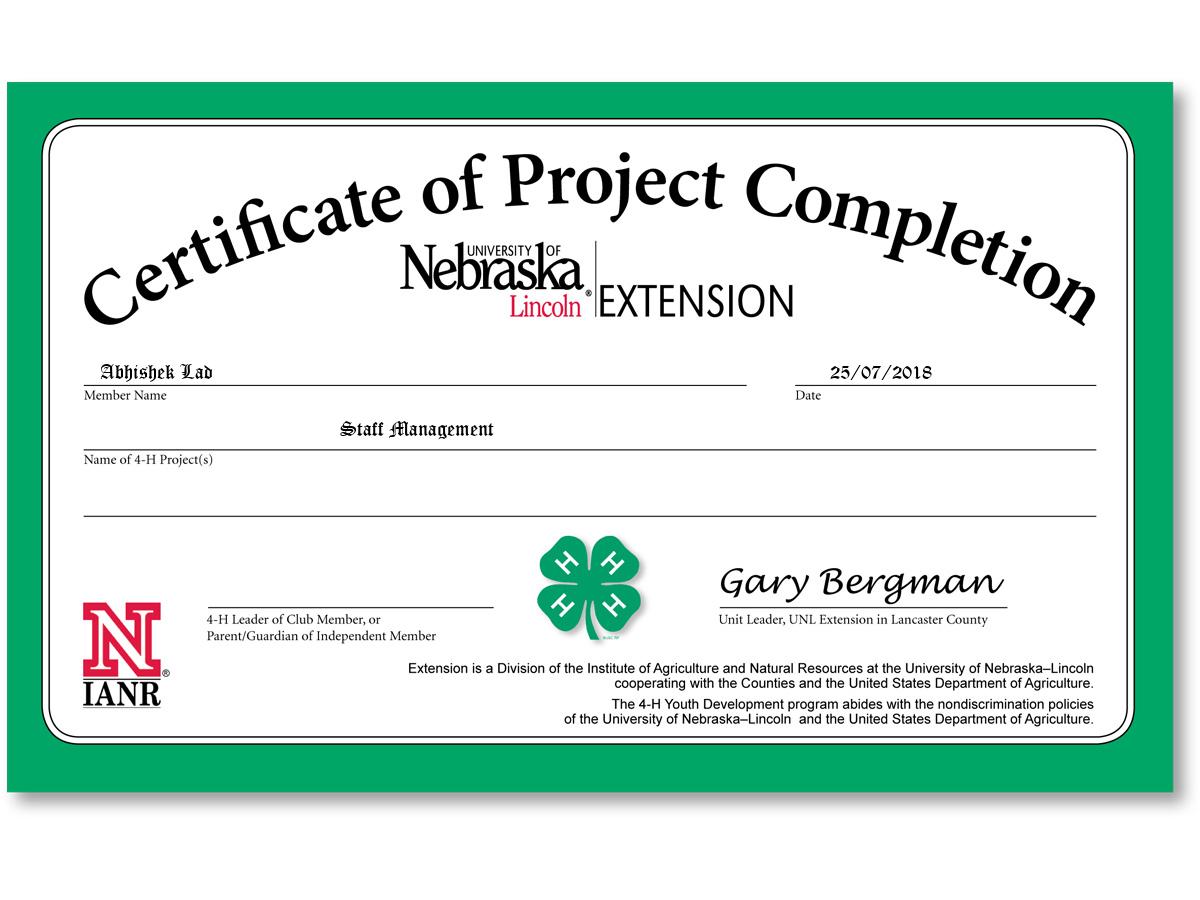 Certificate of Project Completion
UNIVERSITY OF
Nebraska®
Lincoln
EXTENSION
Abhishek Lad
25/07/2018
Member Name
Date
Staff Management
Name of 4-H Project(s)
H H
H H
Gary Bergman
4-H Leader of Club Member, or
Parent/Guardian of Independent Member
Unit Leader, UNL Extension in Lancaster County
N®
IANR
Extension is a Division of the Institute of Agriculture and Natural Resources at the University of Nebraska–Lincoln
cooperating with the Counties and the United States Department of Agriculture.
The 4-H Youth Development program abides with the nondiscrimination policies
of the University of Nebraska–Lincoln and the United States Department of Agriculture.